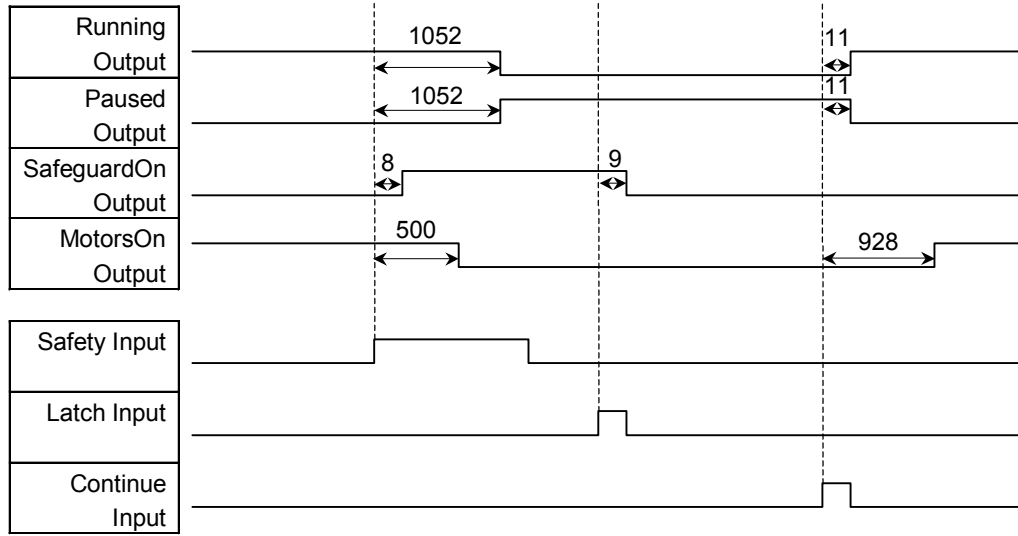 Running
Output
1052
11
Paused
Output
1052
11
SafeguardOn
Output
8
9
MotorsOn
Output
500
928
Safety Input
Latch Input
Continue
Input